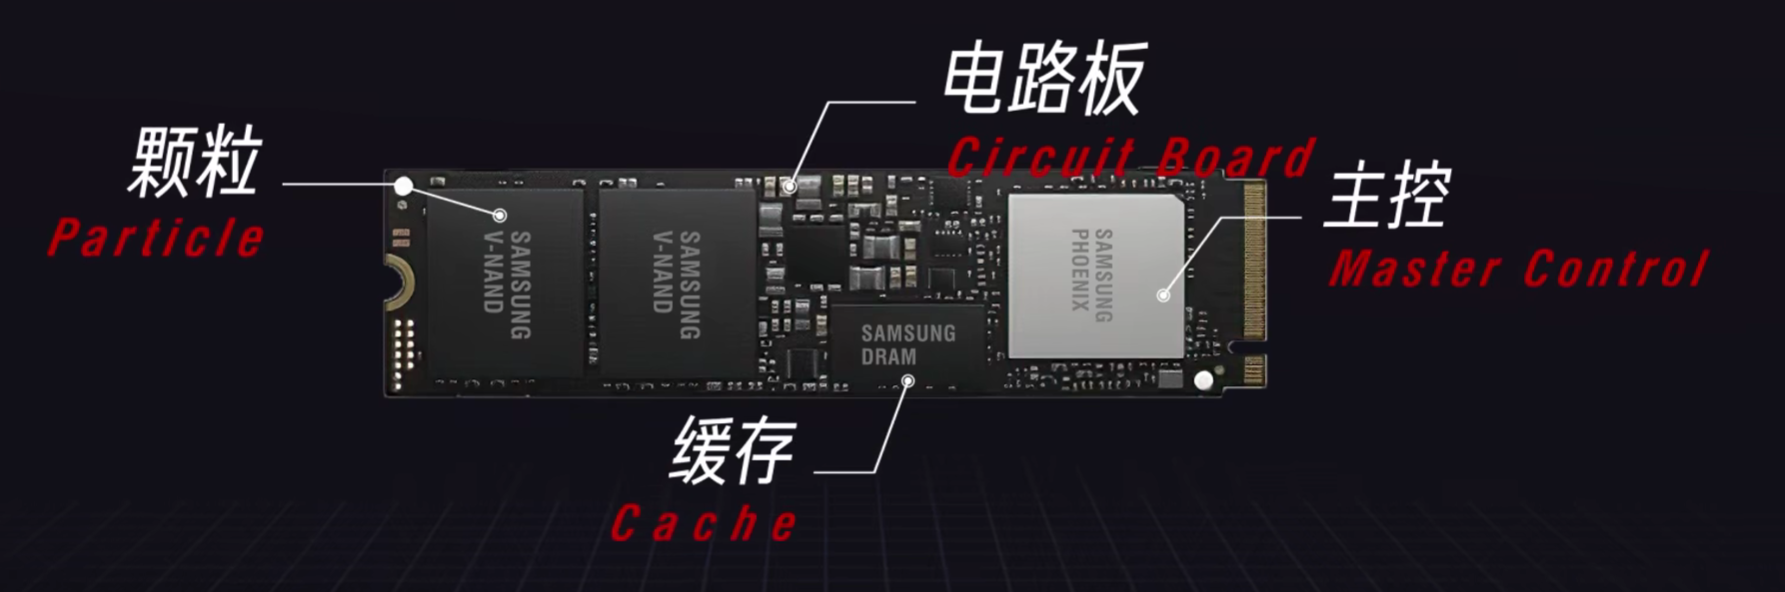 电路板
Circuit Board
颗粒
Particle
主控
Master Control
SAMSUNG
V-NAND
SAMSUNG
V-NAND
SAMSUNG
DRAM
SAMSUNG
PHOENIX
缓存
Cache